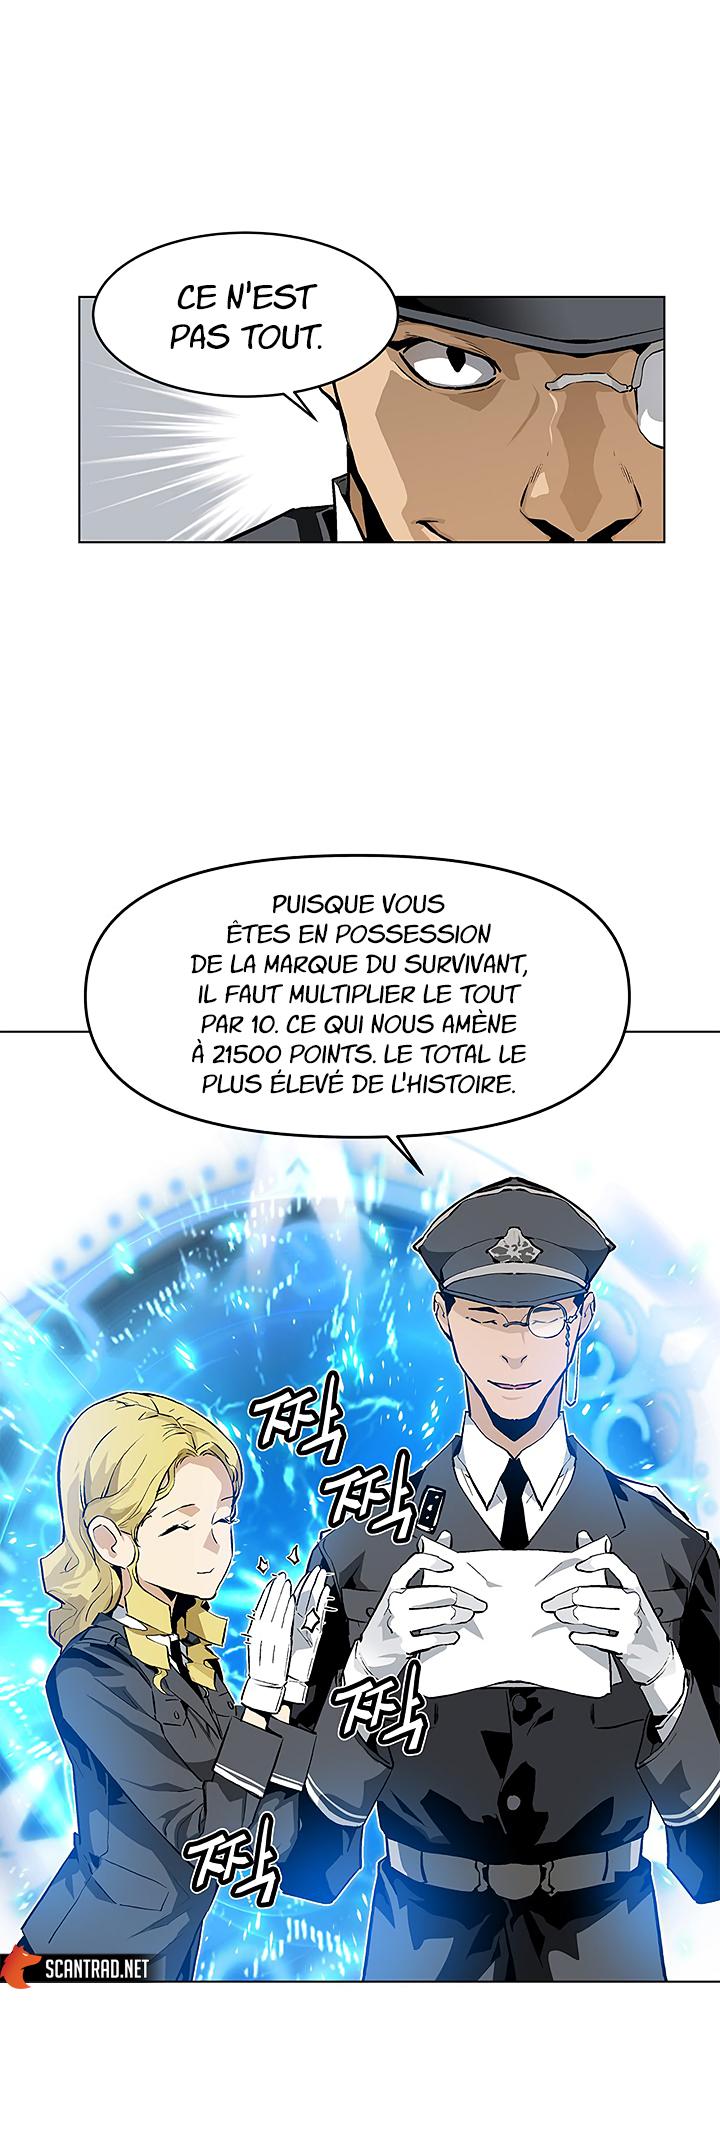 CE N'EST
PAS TOUT.
PUISQUE VOUS
ÊTES EN POSSESSION
DE LA MARQUE DU SURVIVANT,
IL FAUT MULTIPLIER LE TOUT
PAR 10. CE QUI NOUS AMÈNE
À 21500 POINTS. LE TOTAL LE
PLUS ÉLEVÉ DE L'HISTOIRE.
짝
짝
짝
짝
SCANTRAD.NET